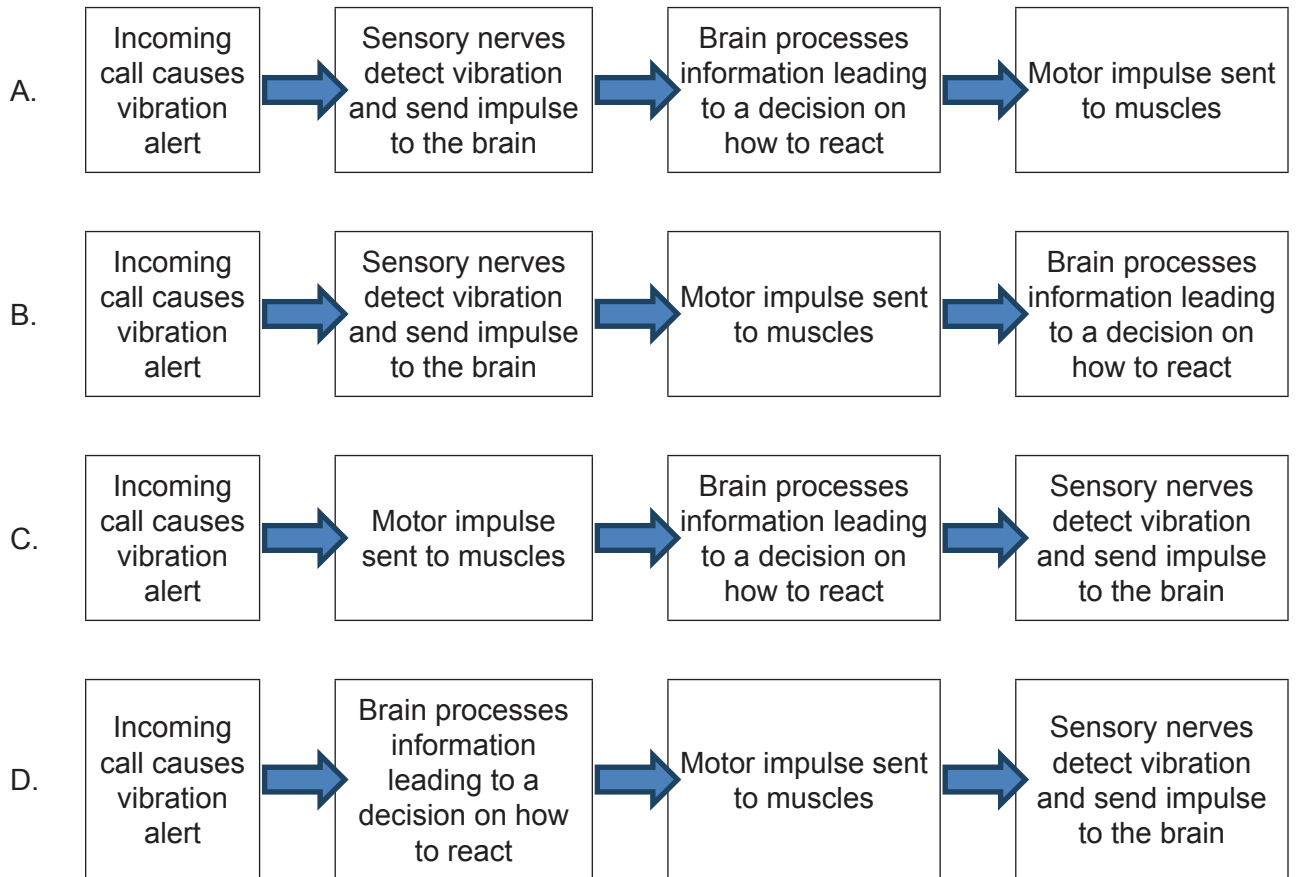 A.
Incoming
call causes
vibration
alert
Sensory nerves
detect vibration
and send impulse
to the brain
Brain processes
information leading
to a decision on
how to react
Motor impulse sent
to muscles
B.
Incoming
call causes
vibration
alert
Sensory nerves
detect vibration
and send impulse
to the brain
Motor impulse sent
to muscles
Brain processes
information leading
to a decision on
how to react
C.
Incoming
call causes
vibration
alert
Motor impulse
sent to muscles
Brain processes
information leading
to a decision on
how to react
Sensory nerves
detect vibration
and send impulse
to the brain
D.
Incoming
call causes
vibration
alert
Brain processes
information
leading to a
decision on how
to react
Motor impulse sent
to muscles
Sensory nerves
detect vibration
and send impulse
to the brain